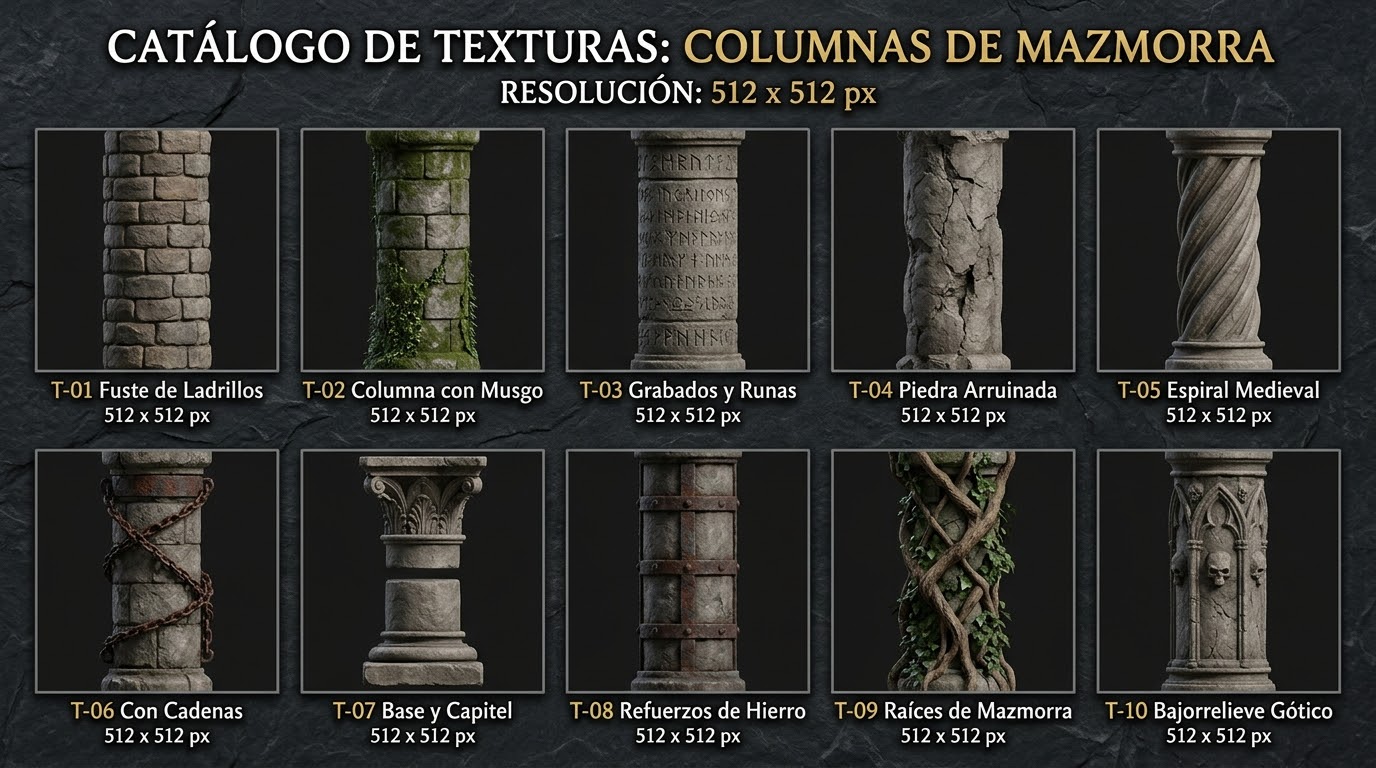 CATÁLOGO DE TEXTURAS: COLUMNAS DE MAZMORRA
RESOLUCIÓN: 512 x 512 px
T-01 Fuste de Ladrillos
512 x 512 px
T-02 Columna con Musgo
512 x 512 px
T-03 Grabados y Runas
512 x 512 px
T-04 Piedra Arruinada
512 x 512 px
T-05 Espiral Medieval
512 x 512 px
T-06 Con Cadenas
512 x 512 px
T-07 Base y Capitel
512 x 512 px
T-08 Refuerzos de Hierro
512 x 512 px
T-09 Raíces de Mazmorra
512 x 512 px
T-10 Bajorrelieve Gótico
512 x 512 px